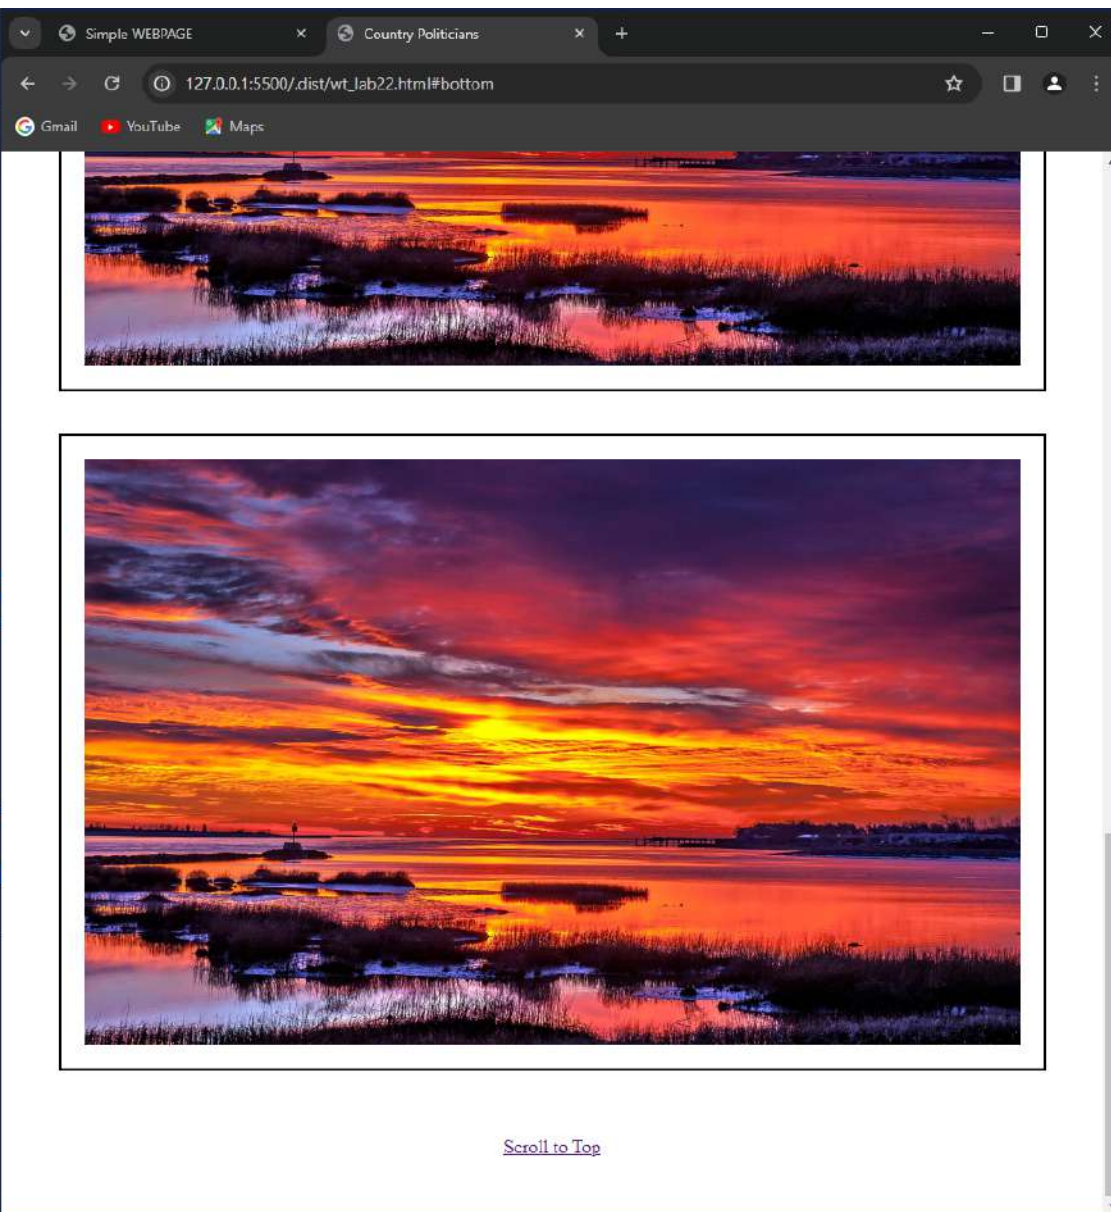 Simple WEBPAGE Country Politicians
127.0.0.1:5500/.dist/wt_lab22.html#bottom
Gmail YouTube Maps
Scroll to Top